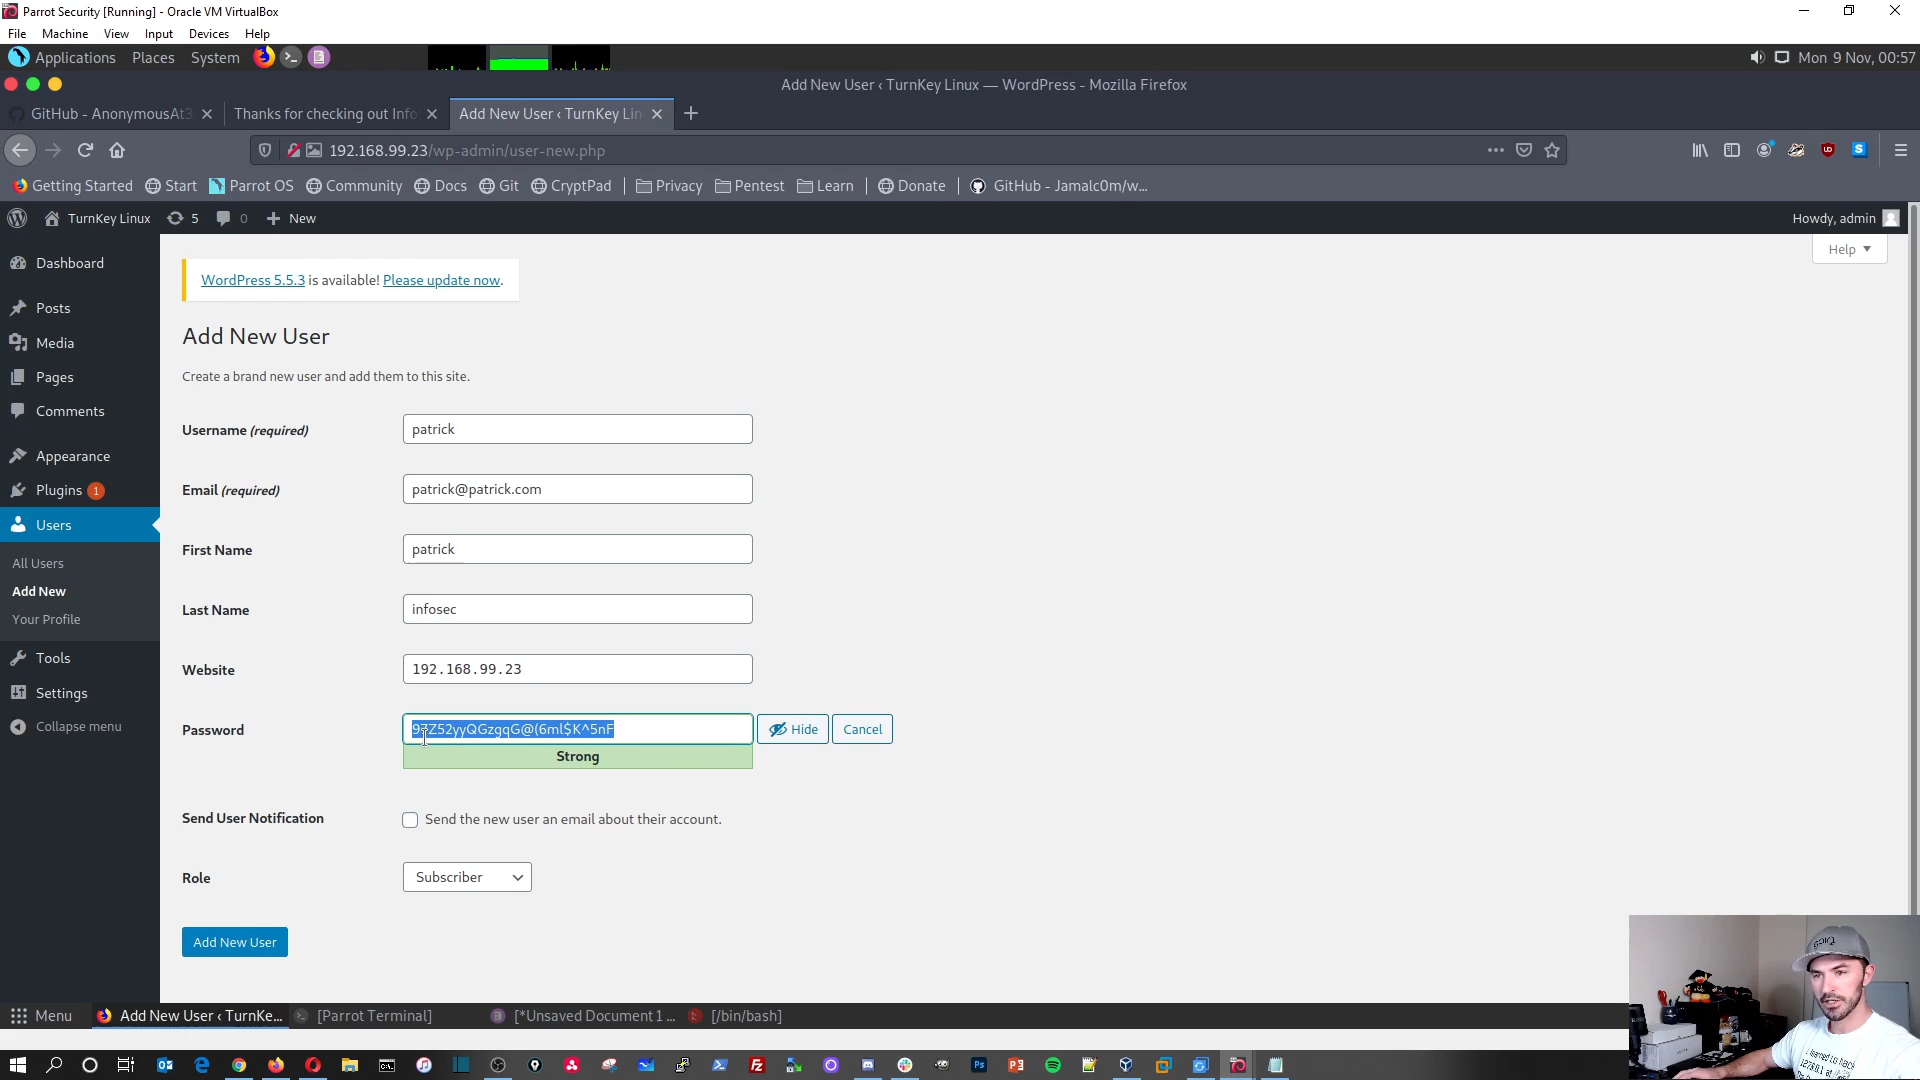 Parrot Security [Running] - Oracle VM VirtualBox
File Machine View Input Devices Help
Applications Places System Mon 9 Nov, 00:57
Add New User ‹ TurnKey Linux — WordPress - Mozilla Firefox
GitHub - AnonymousAt3 Thanks for checking out Info Add New User ‹ TurnKey Lin
192.168.99.23/wp-admin/user-new.php
Getting Started Start Parrot OS Community Docs Git CryptPad Privacy Pentest Learn Donate GitHub - Jamalc0m/w...
TurnKey Linux 5 0 New Howdy, admin
Help
Dashboard
Posts
Media
Pages
Comments
Appearance
Plugins 1
Users
All Users
Add New
Your Profile
Tools
Settings
Collapse menu
WordPress 5.5.3 is available! Please update now.
Add New User
Create a brand new user and add them to this site.
Username (required) patrick
Email (required) patrick@patrick.com
First Name patrick
Last Name infosec
Website 192.168.99.23
Password Hide Cancel
Strong
Send User Notification Send the new user an email about their account.
Role Subscriber
Add New User
Menu Add New User ‹ TurnKe... [Parrot Terminal] [*Unsaved Document 1 ... [/bin/bash]